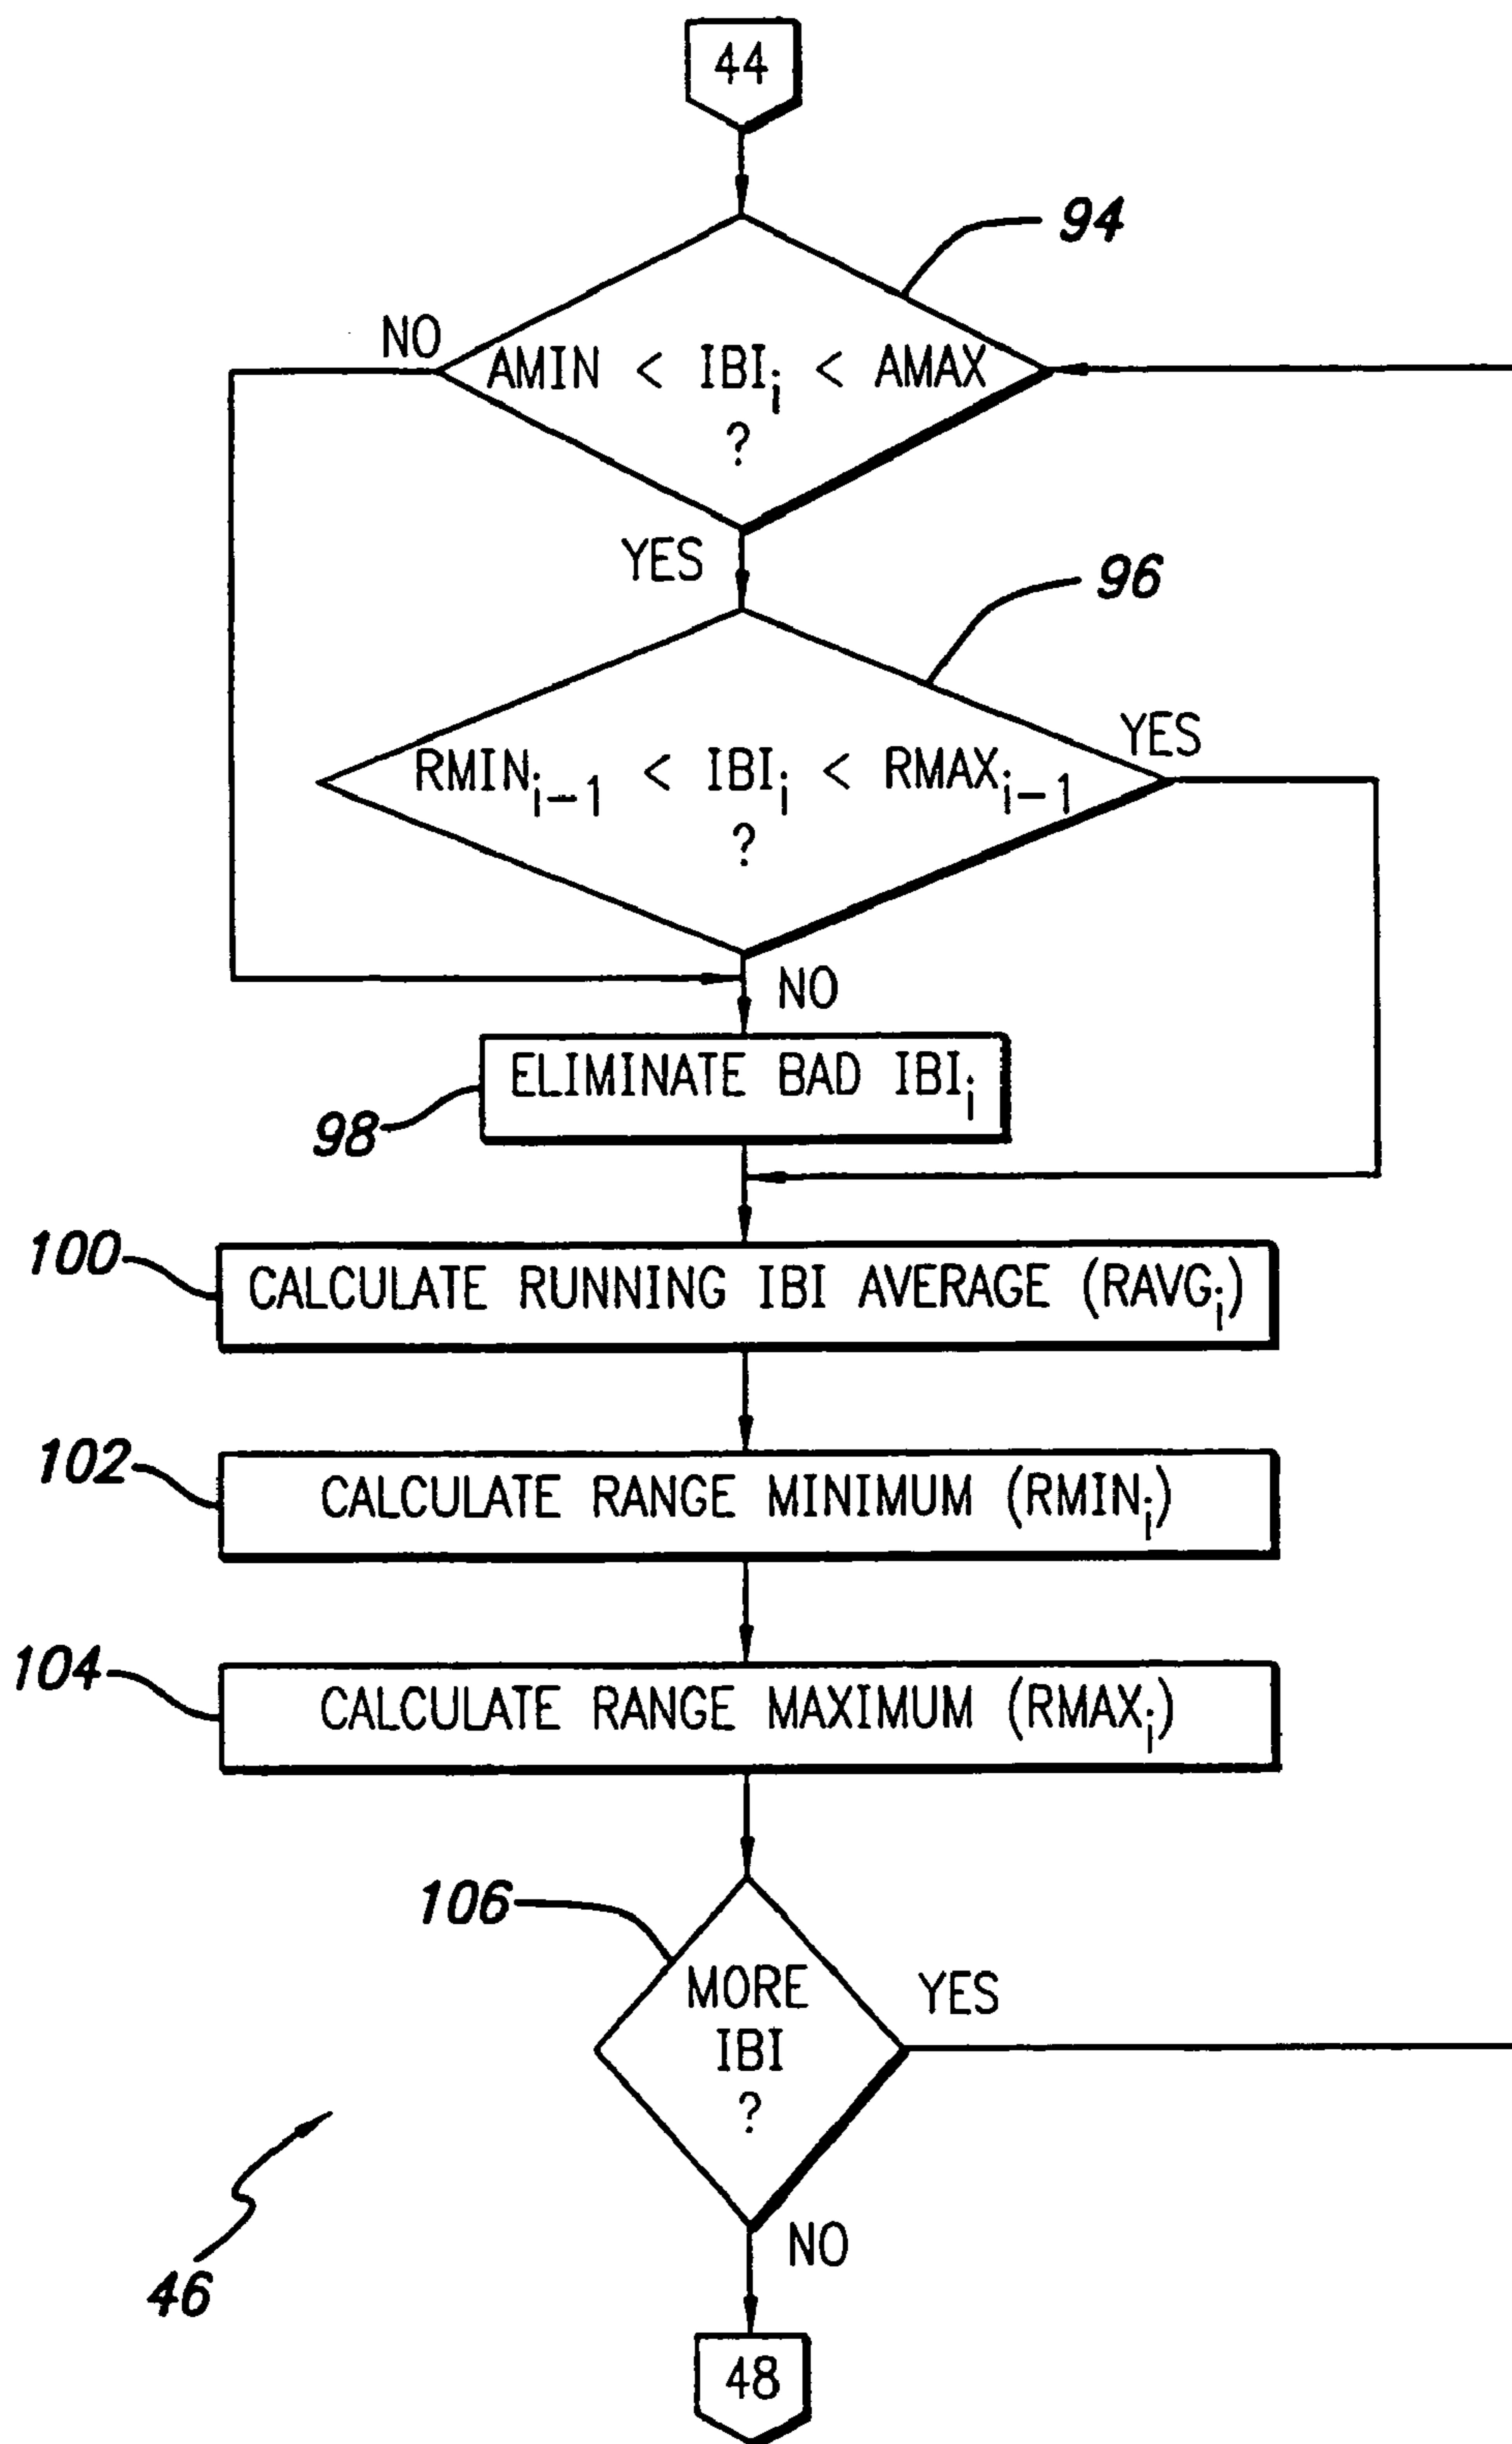 44
94
NO
AMIN < IBIi < AMAX
?
YES
96
YES
RMINi-1 < IBIi < RMAXi-1
?
NO
ELIMINATE BAD IBIi
98
100
CALCULATE RUNNING IBI AVERAGE (RAVGi)
102
CALCULATE RANGE MINIMUM (RMINi)
104
CALCULATE RANGE MAXIMUM (RMAXi)
106
MORE
IBI
?
YES
NO
46
48